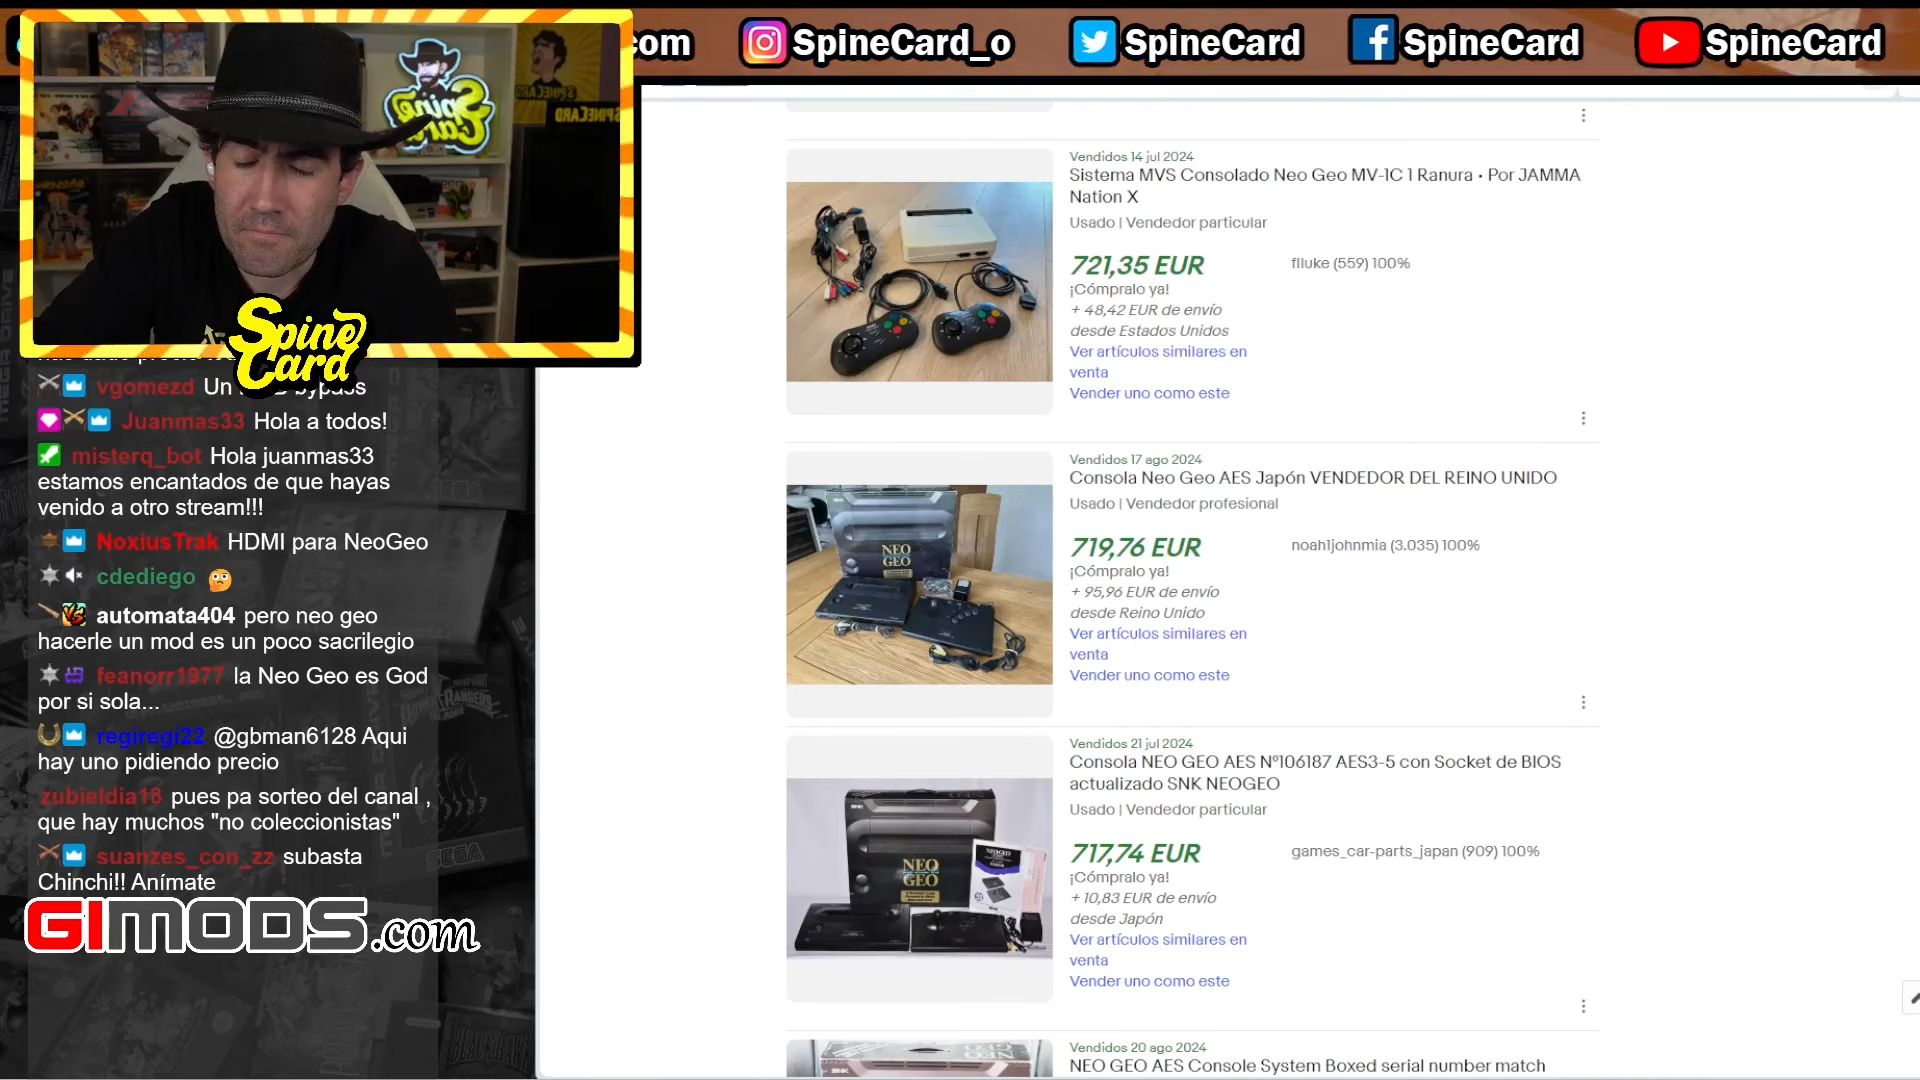 .com
SpineCard_o
SpineCard
SpineCard
SpineCard
Spine
Card
vgomezd Un
bypass
Juanmas33 Hola a todos!
misterq_bot Hola juanmas33
estamos encantados de que hayas
venido a otro stream!!!
NoxiusTrak HDMI para NeoGeo
cdediego
automata404 pero neo geo
hacerle un mod es un poco sacrilegio
feanorr1977 la Neo Geo es God
por si sola...
regiregi22 @gbman6128 Aqui
hay uno pidiendo precio
zubieldia18 pues pa sorteo del canal ,
que hay muchos "no coleccionistas"
suanzes_con_zz subasta
Chinchi!! Anímate
GIMODS.com
Vendidos 14 jul 2024
Sistema MVS Consolado Neo Geo MV-1C 1 Ranura • Por JAMMA
Nation X
Usado | Vendedor particular
721,35 EUR
flluke (559) 100%
¡Cómpralo ya!
+ 48,42 EUR de envío
desde Estados Unidos
Ver artículos similares en
venta
Vender uno como este
Vendidos 17 ago 2024
Consola Neo Geo AES Japón VENDEDOR DEL REINO UNIDO
Usado | Vendedor profesional
719,76 EUR
noah1johnmia (3.035) 100%
¡Cómpralo ya!
+ 95,96 EUR de envío
desde Reino Unido
Ver artículos similares en
venta
Vender uno como este
NEO
GEO
Vendidos 21 jul 2024
Consola NEO GEO AES Nº106187 AES3-5 con Socket de BIOS
actualizado SNK NEOGEO
Usado | Vendedor particular
717,74 EUR
games_car-parts_japan (909) 100%
¡Cómpralo ya!
+ 10,83 EUR de envío
desde Japón
Ver artículos similares en
venta
Vender uno como este
NEO
GEO
Vendidos 20 ago 2024
NEO GEO AES Console System Boxed serial number match